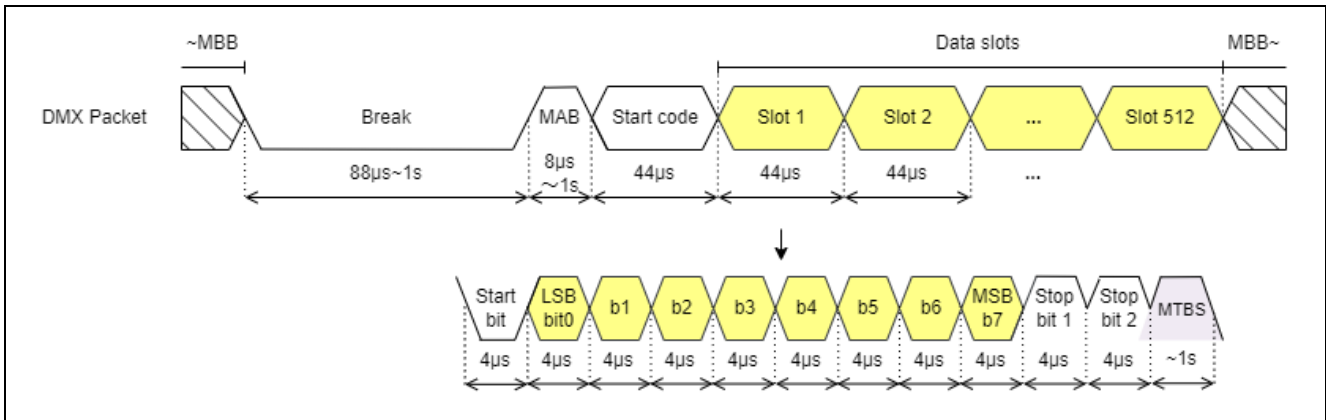 ~MBB
Data slots
MBB~
DMX Packet
Break
MAB
Start code
Slot 1
Slot 2
...
Slot 512
88µs~1s
8µs
～1s
44µs
44µs
44µs
...
Start
bit
LSB
bit0
b1
b2
b3
b4
b5
b6
MSB
b7
Stop
bit 1
Stop
bit 2
MTBS
4µs
4µs
4µs
4µs
4µs
4µs
4µs
4µs
4µs
4µs
4µs
~1s